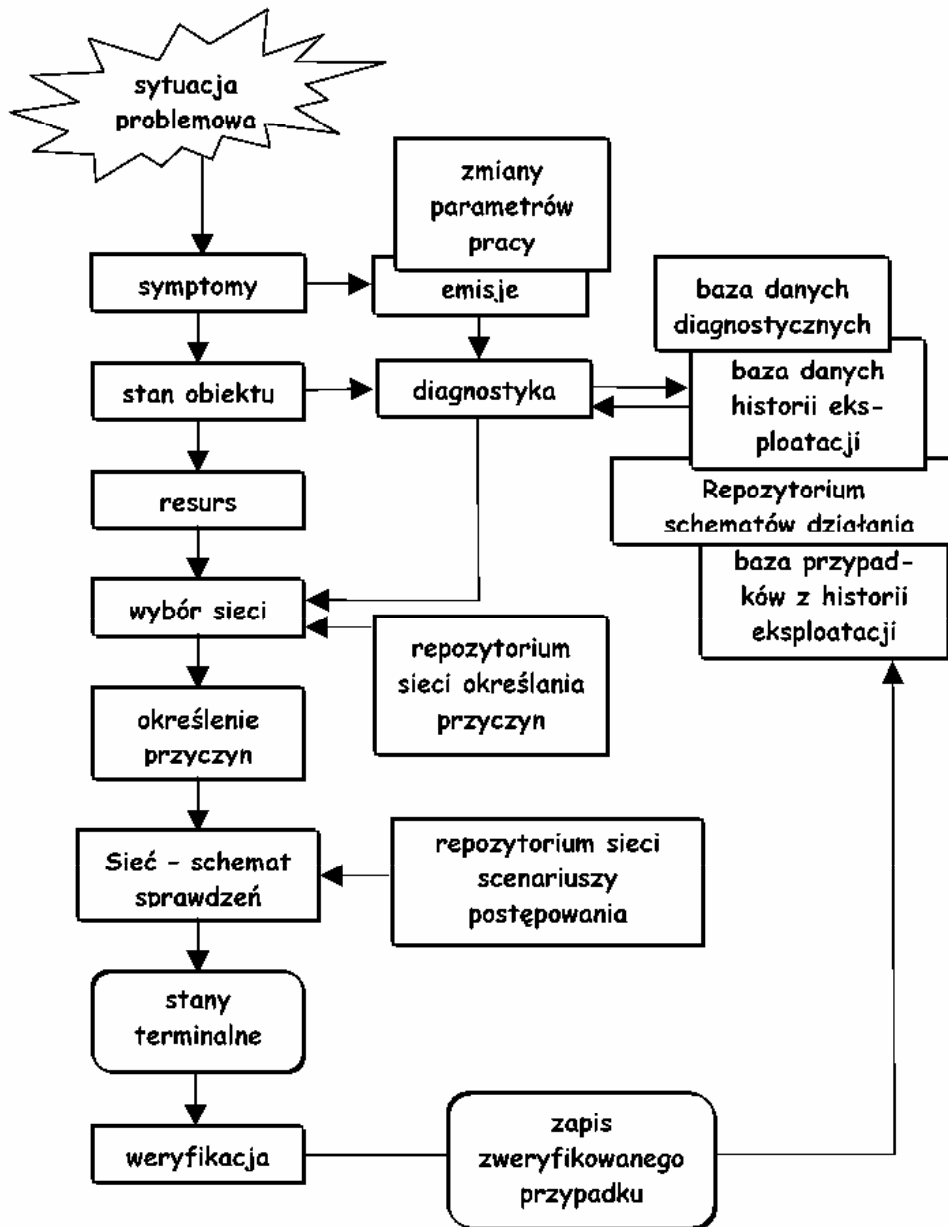 sytuacja
problemowa
zmiany
parametrów
pracy
symptomy
emisje
baza danych
diagnostycznych
stan obiektu
diagnostyka
baza danych
historii eks-
ploatacji
resurs
Repozytorium
schematów działania
wybór sieci
baza przypad-
ków z historii
eksploatacji
repozytorium
sieci określania
przyczyn
określenie
przyczyn
Sieć - schemat
sprawdzeń
repozytorium sieci
scenariuszy
postępowania
stany
terminalne
weryfikacja
zapis
zweryfikowanego
przypadku